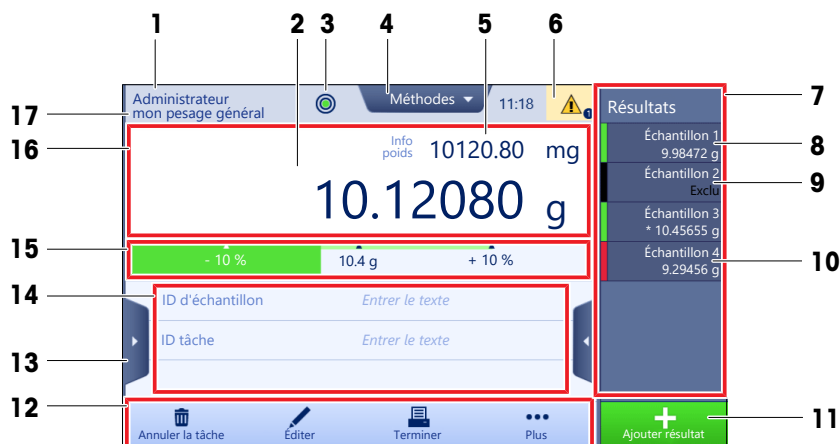 1 2 3 4 5 6
Administrateur
mon pesage général
Méthodes
11:18
1
Résultats
7
17
16
Info
poids
10120.80 mg
10.12080 g
Échantillon 1
9.98472 g
8
Échantillon 2
Exclu
9
Échantillon 3
* 10.45655 g
Échantillon 4
9.29456 g
10
15
- 10 %
10.4 g
+ 10 %
14
ID d'échantillon
Entrer le texte
ID tâche
Entrer le texte
13
12
Annuler la tâche
Éditer
Terminer
Plus
Ajouter résultat
11